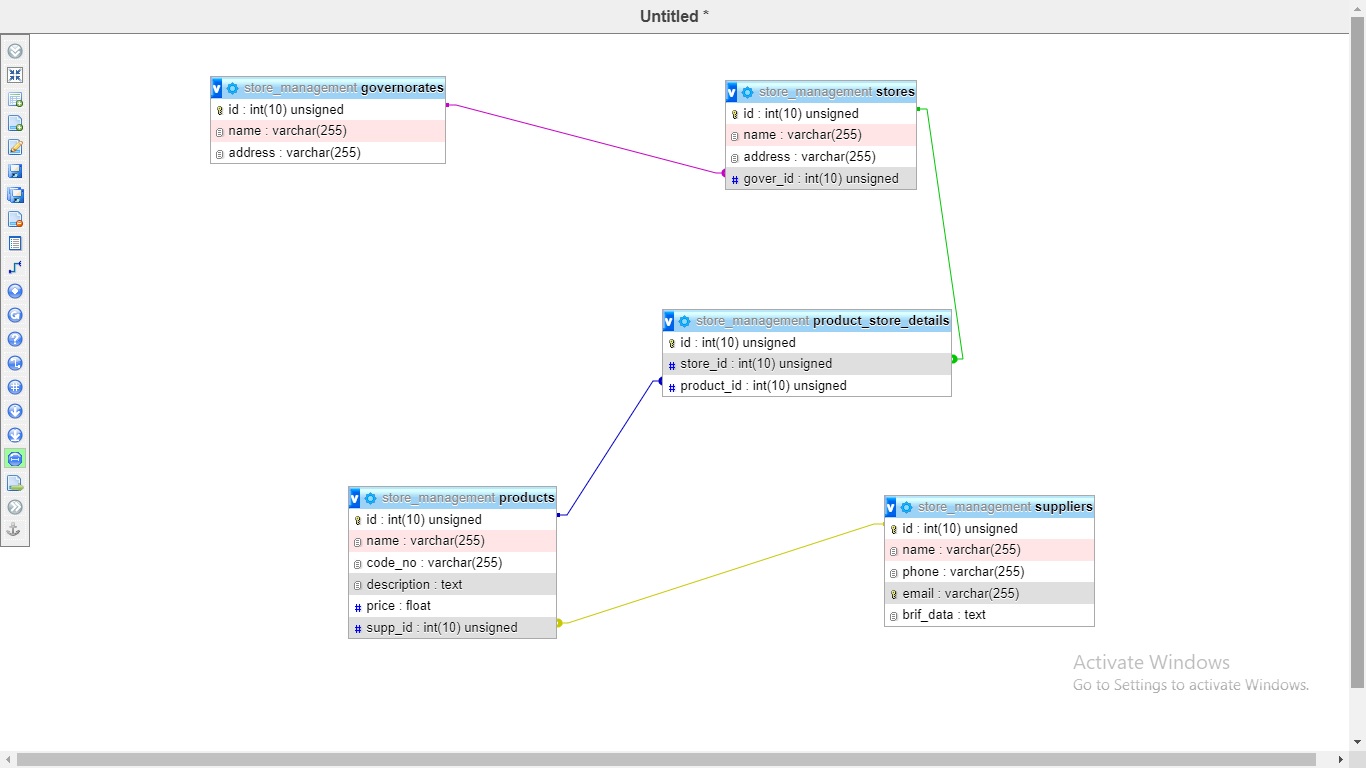 Untitled *
store_management governorates
id : int(10) unsigned
name : varchar(255)
address : varchar(255)
store_management stores
id : int(10) unsigned
name : varchar(255)
address : varchar(255)
gover_id : int(10) unsigned
store_management product_store_details
id : int(10) unsigned
store_id : int(10) unsigned
product_id : int(10) unsigned
store_management products
id : int(10) unsigned
name : varchar(255)
code_no : varchar(255)
description : text
price : float
supp_id : int(10) unsigned
store_management suppliers
id : int(10) unsigned
name : varchar(255)
phone : varchar(255)
email : varchar(255)
brif_data : text
Activate Windows
Go to Settings to activate Windows.